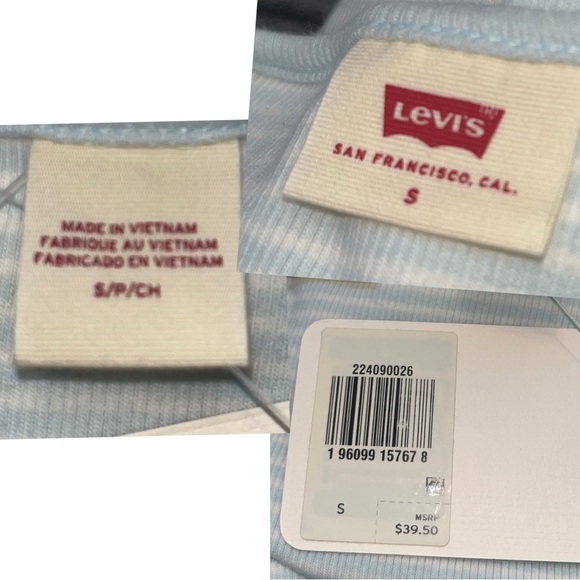 LEVI'S
SAN FRANCISCO, CAL.
S
MADE IN VIETNAM
FABRIQUE AU VIETNAM
FABRICADO EN VIETNAM
S/P/CH
224090026
1 96099 15767 8
S
MSRP
$39.50